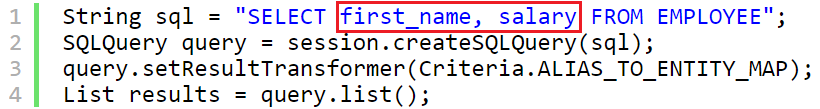 1 String sql = "SELECT first_name, salary FROM EMPLOYEE";
2 SQLQuery query = session.createSQLQuery(sql);
3 query.setResultTransformer(Criteria.ALIAS_TO_ENTITY_MAP);
4 List results = query.list();